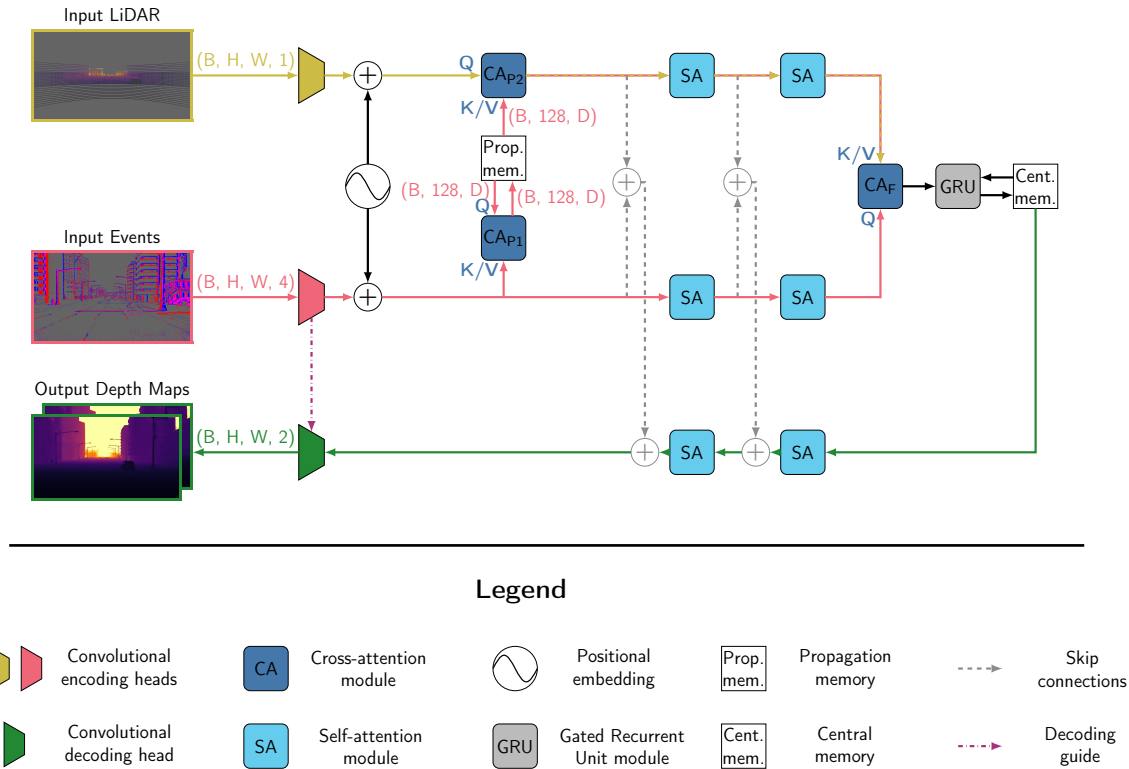 Input LiDAR
(B, H, W, 1)
Q
CA_P2
SA
SA
K/V
(B, 128, D)
Prop.
mem.
K/V
(B, 128, D)
(B, 128, D)
Q
CA_F
GRU
Cent.
mem.
Q
CA_P1
Input Events
K/V
(B, H, W, 4)
SA
SA
Output Depth Maps
(B, H, W, 2)
SA
SA
Legend
Convolutional
encoding heads
CA
Cross-attention
module
Positional
embedding
Prop.
mem.
Propagation
memory
Skip
connections
Convolutional
decoding head
SA
Self-attention
module
GRU
Gated Recurrent
Unit module
Cent.
mem.
Central
memory
Decoding
guide